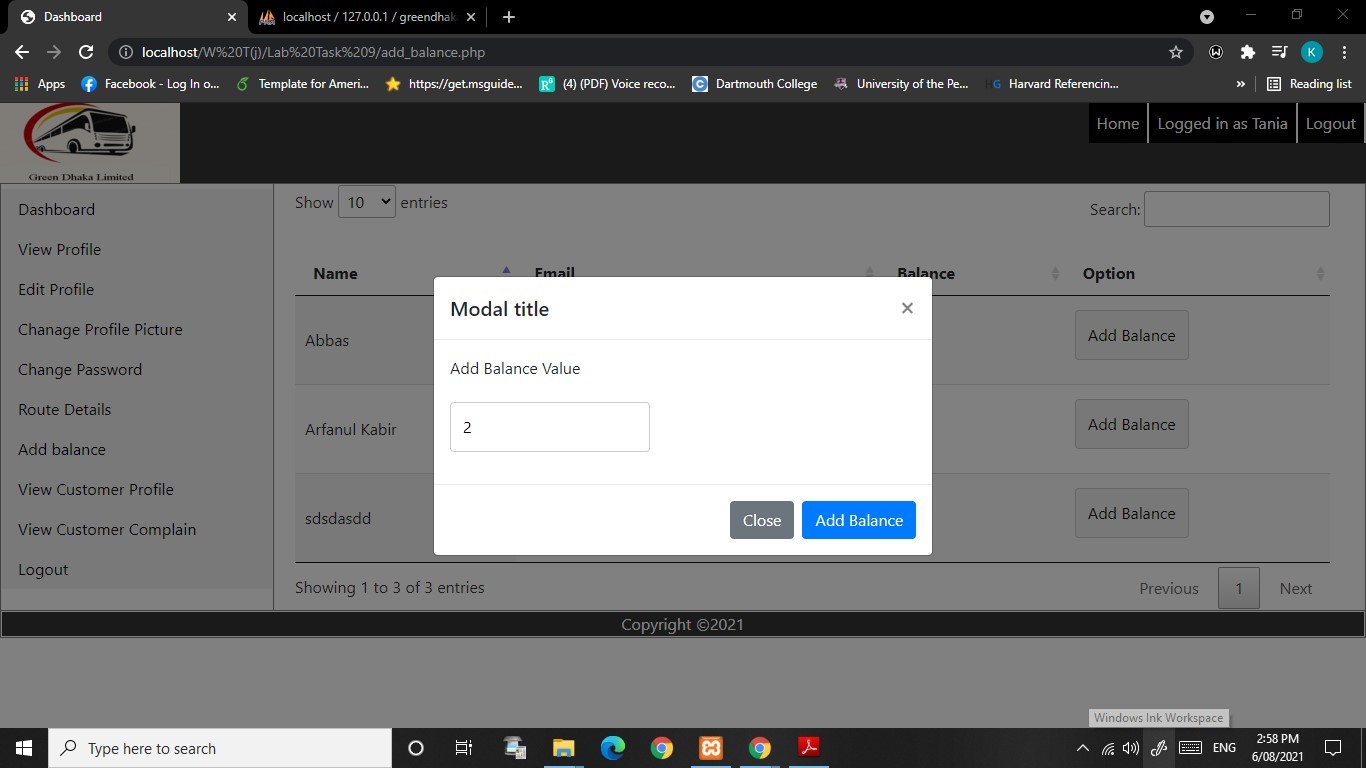 Dashboard
localhost / 127.0.0.1 / greendhak
localhost/W%20T(j)/Lab%20Task%209/add_balance.php
K
Apps
Facebook - Log In o...
Template for Ameri...
https://get.msguide...
(4) (PDF) Voice reco...
Dartmouth College
University of the Pe...
HG Harvard Referencin...
»
Reading list
Green Dhaka Limited
Home
Logged in as Tania
Logout
Dashboard
View Profile
Edit Profile
Chanage Profile Picture
Change Password
Route Details
Add balance
View Customer Profile
View Customer Complain
Logout
Show 10 entries
Search:
Name Email Balance Option
Abbas Add Balance
Arfanul Kabir Add Balance
sdsdasdd Add Balance
Modal title ×
Add Balance Value
2
Close Add Balance
Showing 1 to 3 of 3 entries
Previous 1 Next
Copyright ©2021
Windows Ink Workspace
Type here to search
ENG
2:58 PM
6/08/2021